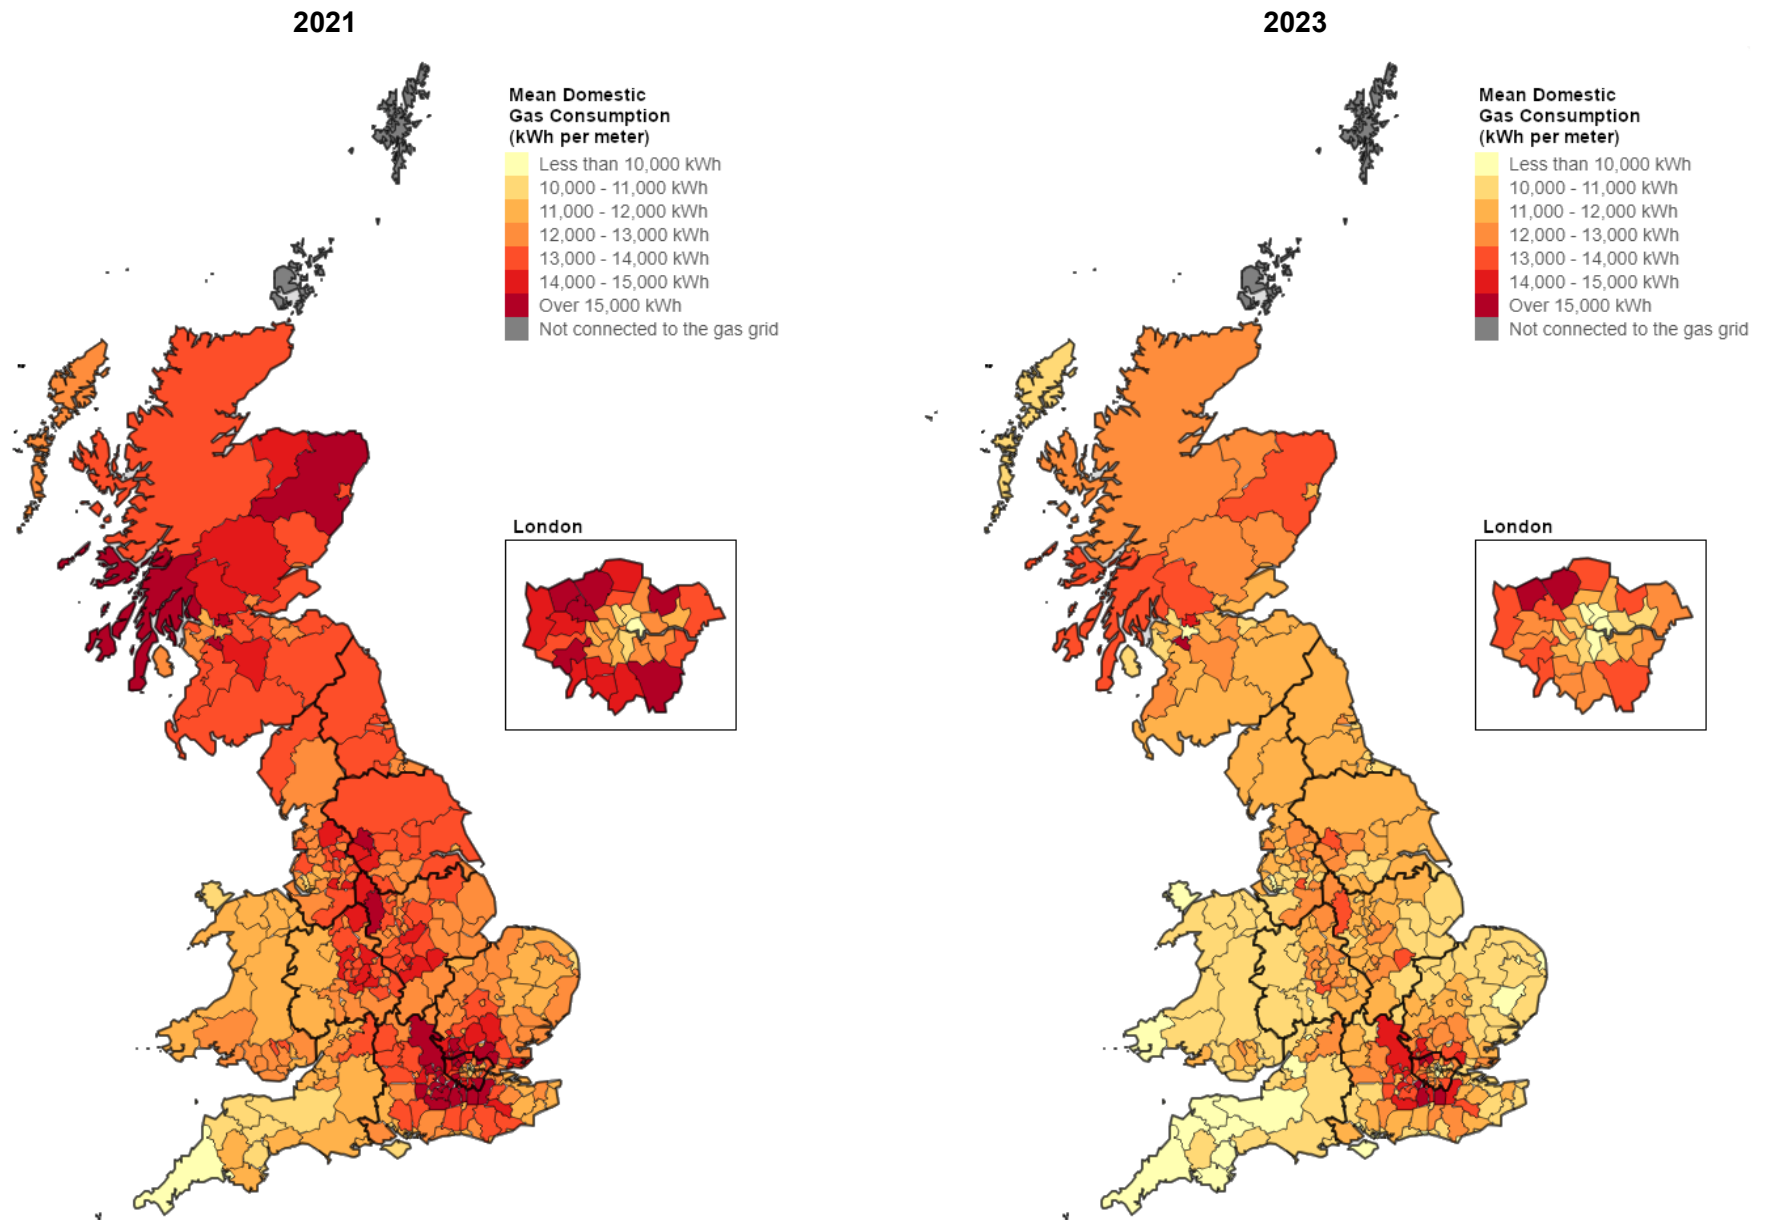 2021
Mean Domestic
Gas Consumption
(kWh per meter)
Less than 10,000 kWh
10,000 - 11,000 kWh
11,000 - 12,000 kWh
12,000 - 13,000 kWh
13,000 - 14,000 kWh
14,000 - 15,000 kWh
Over 15,000 kWh
Not connected to the gas grid
London
2023
Mean Domestic
Gas Consumption
(kWh per meter)
Less than 10,000 kWh
10,000 - 11,000 kWh
11,000 - 12,000 kWh
12,000 - 13,000 kWh
13,000 - 14,000 kWh
14,000 - 15,000 kWh
Over 15,000 kWh
Not connected to the gas grid
London